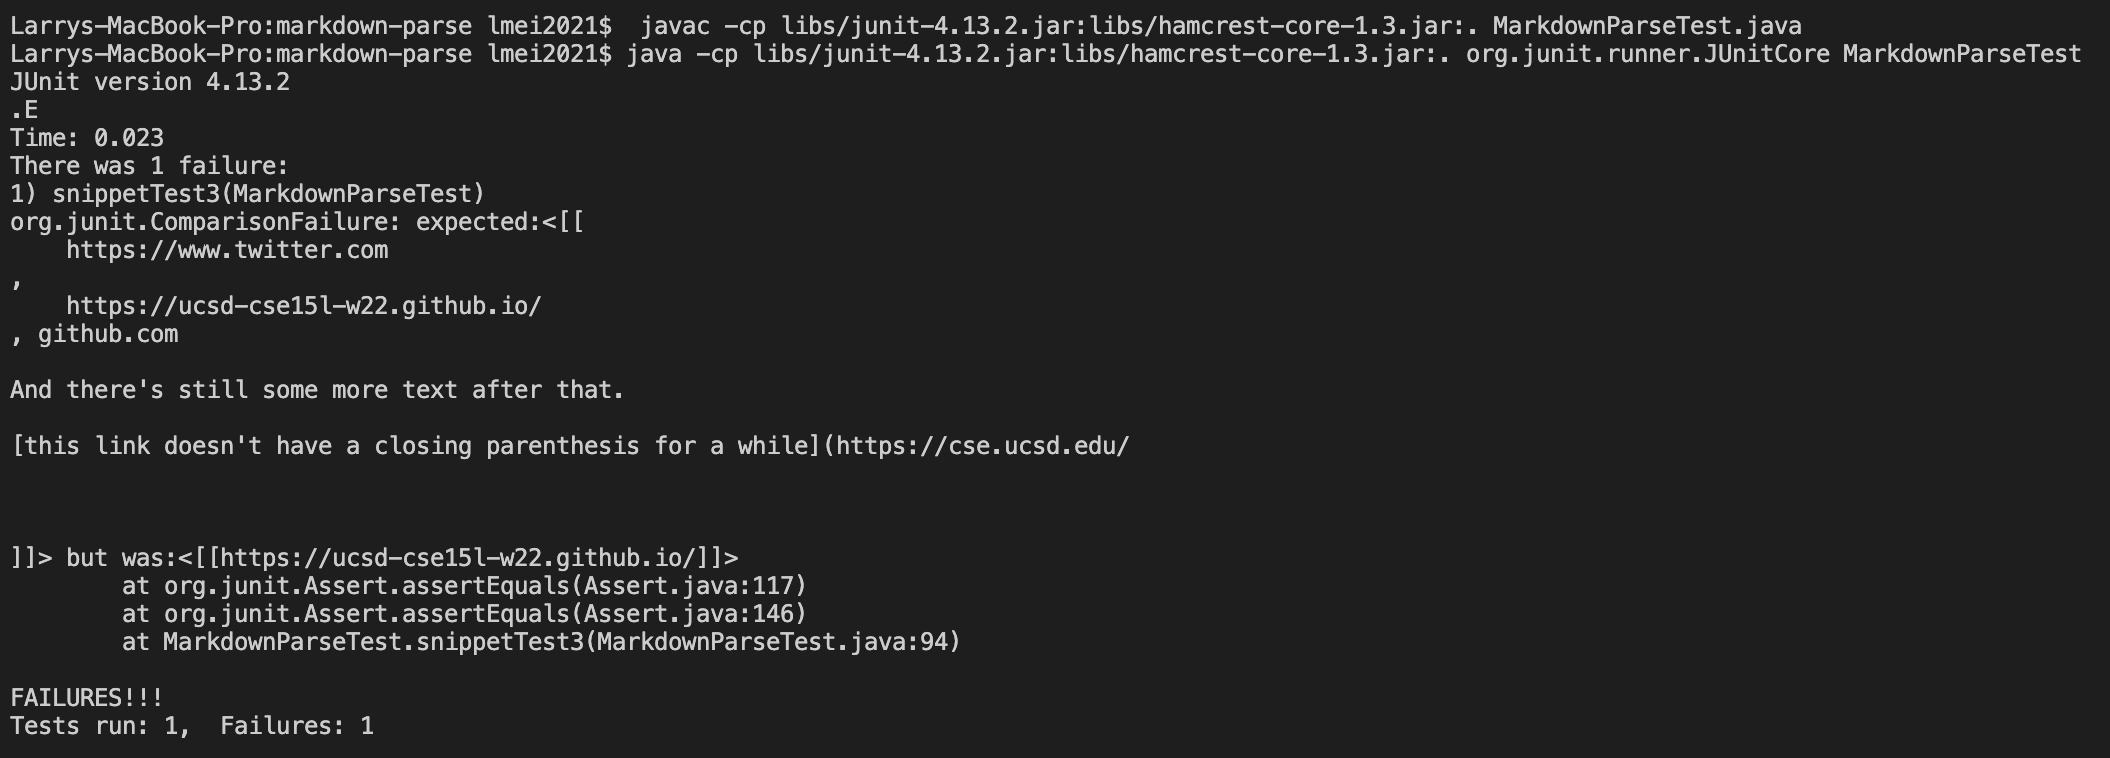 Larrys-MacBook-Pro:markdown-parse lmei2021$  javac -cp libs/junit-4.13.2.jar:libs/hamcrest-core-1.3.jar:. MarkdownParseTest.java
Larrys-MacBook-Pro:markdown-parse lmei2021$ java -cp libs/junit-4.13.2.jar:libs/hamcrest-core-1.3.jar:. org.junit.runner.JUnitCore MarkdownParseTest
JUnit version 4.13.2
.E
Time: 0.023
There was 1 failure:
1) snippetTest3(MarkdownParseTest)
org.junit.ComparisonFailure: expected:<[[
    https://www.twitter.com
,
    https://ucsd-cse15l-w22.github.io/
, github.com

And there's still some more text after that.

[this link doesn't have a closing parenthesis for a while](https://cse.ucsd.edu/



]]> but was:<[[https://ucsd-cse15l-w22.github.io/]]>
        at org.junit.Assert.assertEquals(Assert.java:117)
        at org.junit.Assert.assertEquals(Assert.java:146)
        at MarkdownParseTest.snippetTest3(MarkdownParseTest.java:94)

FAILURES!!!
Tests run: 1,  Failures: 1